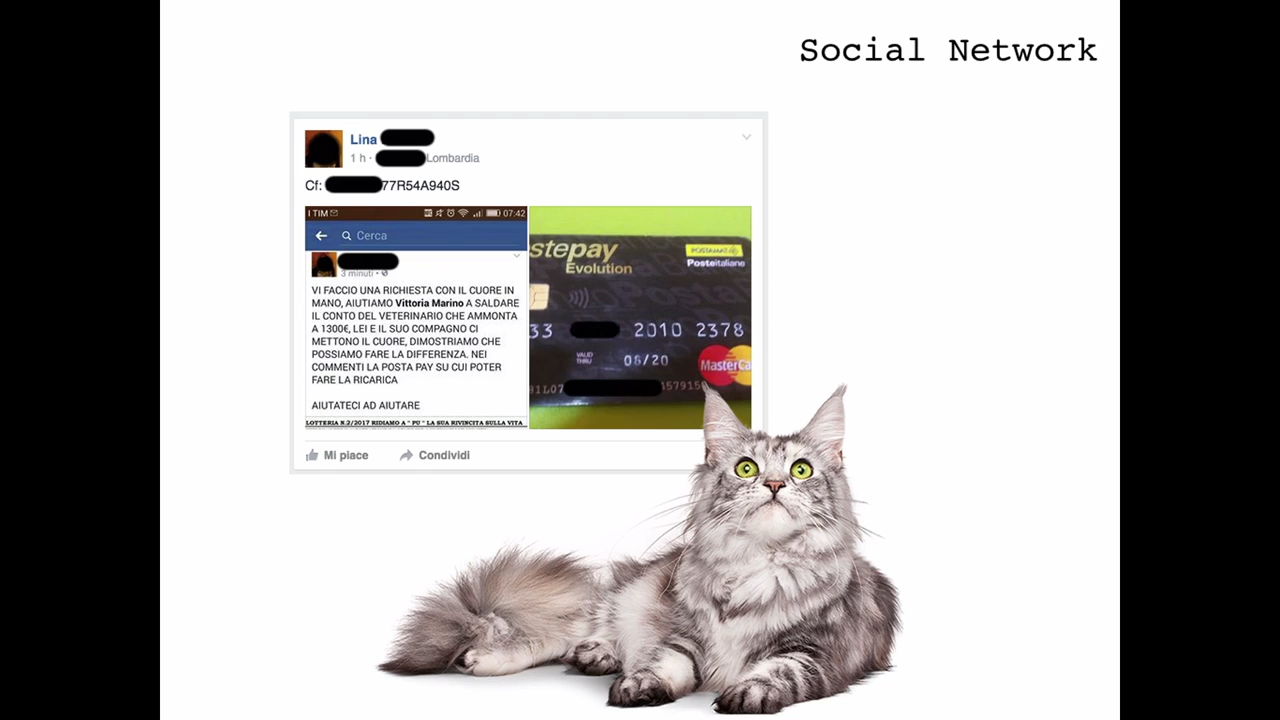 Social Network
Lina
1 h · Lombardia
Cf: 77R54A940S
I TIM 07:42
Cerca
3 minuti ·
VI FACCIO UNA RICHIESTA CON IL CUORE IN
MANO, AIUTIAMO Vittoria Marino A SALDARE
IL CONTO DEL VETERINARIO CHE AMMONTA
A 1300€, LEI E IL SUO COMPAGNO CI
METTONO IL CUORE, DIMOSTRIAMO CHE
POSSIAMO FARE LA DIFFERENZA. NEI
COMMENTI LA POSTA PAY SU CUI POTER
FARE LA RICARICA
AIUTATECI AD AIUTARE
LOTTERIA N.2/2017 RIDIAMO A " PU " LA SUA RIVINCITA SULLA VITA
stepay
Evolution
POSTAMAT
Posteitaliane
33 2010 2378
VALID
THRU
06/20
MasterCa
Mi piace
Condividi